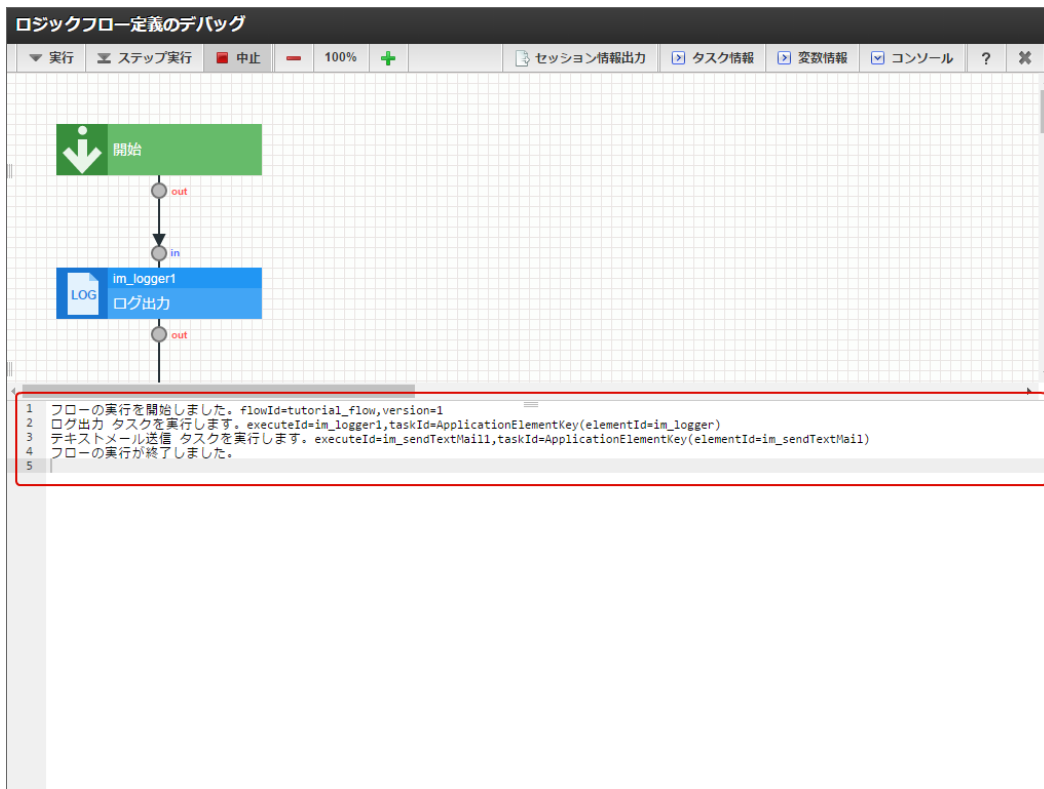 ロジックフロー定義のデバッグ
実行 ステップ実行 中止 100% セッション情報出力 タスク情報 変数情報 コンソール ?
開始
out
in
im_logger1
LOG
ログ出力
out
1 フローの実行を開始しました。flowId=tutorial_flow,version=1
2 ログ出力 タスクを実行します。executeId=im_logger1,taskId=ApplicationElementKey(elementId=im_logger)
3 テキストメール送信 タスクを実行します。executeId=im_sendTextMail1,taskId=ApplicationElementKey(elementId=im_sendTextMail)
4 フローの実行が終了しました。
5